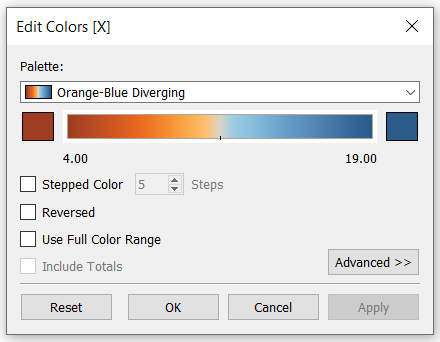 Edit Colors [X]
Palette:
Orange-Blue Diverging
4.00 19.00
Stepped Color 5 Steps
Reversed
Use Full Color Range
Include Totals
Advanced >>
Reset OK Cancel Apply